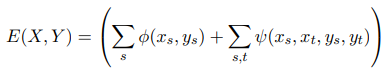 E(X, Y) = \left( \sum_{s} \phi(x_s, y_s) + \sum_{s,t} \psi(x_s, x_t, y_s, y_t) \right)